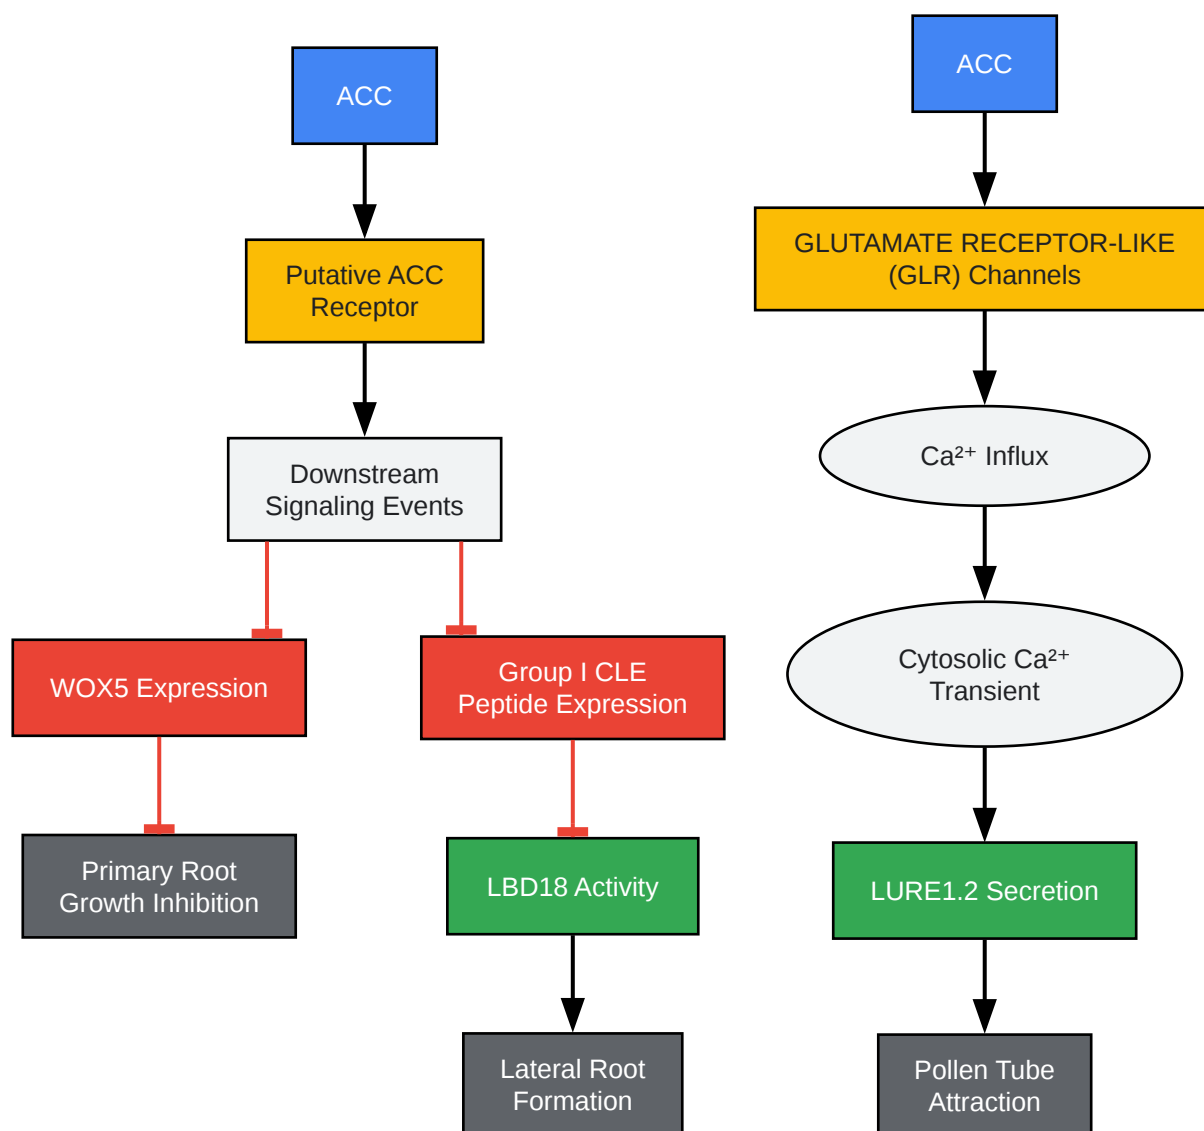 ACC
Putative ACC
Receptor
Downstream
Signaling Events
WOX5 Expression
Group I CLE
Peptide Expression
Primary Root
Growth Inhibition
LBD18 Activity
Lateral Root
Formation
ACC
GLUTAMATE RECEPTOR-LIKE
(GLR) Channels
Ca²⁺ Influx
Cytosolic Ca²⁺
Transient
LURE1.2 Secretion
Pollen Tube
Attraction